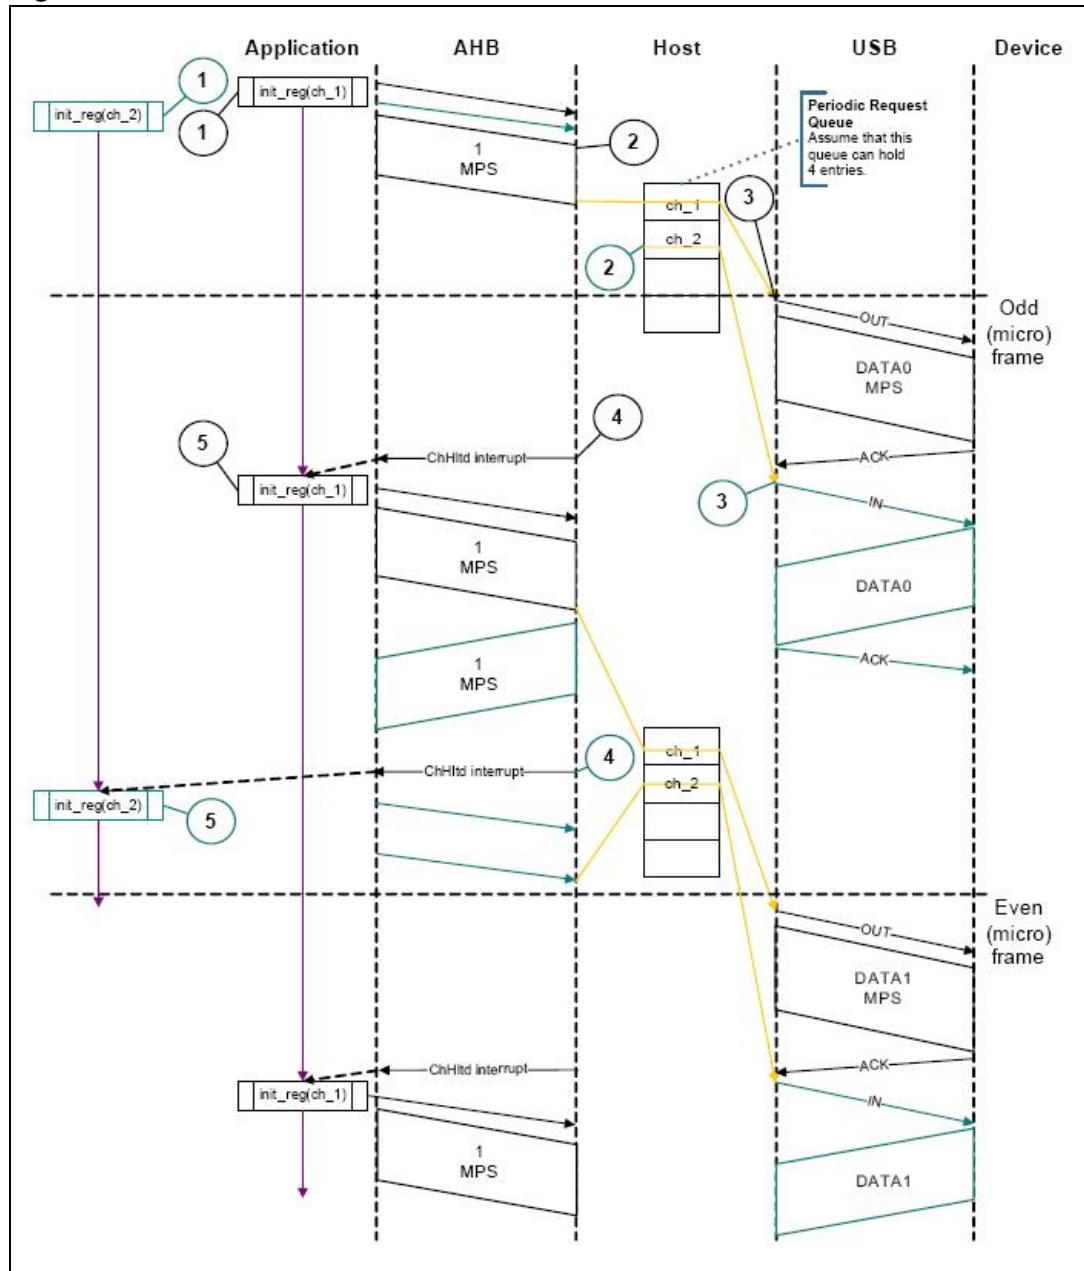 Application
AHB
Host
USB
Device
1
init_reg(ch_1)
init_reg(ch_2)
1
Periodic Request
Queue
Assume that this
queue can hold
4 entries.
2
1
MPS
3
ch_1
ch_2
2
Odd
(micro)
frame
OUT
DATA0
MPS
4
5
ChHltd interrupt
ACK
init_reg(ch_1)
3
IN
1
MPS
DATA0
1
MPS
ACK
ch_1
4
ChHltd interrupt
ch_2
init_reg(ch_2)
5
Even
(micro)
frame
OUT
DATA1
MPS
ChHltd interrupt
ACK
init_reg(ch_1)
IN
1
MPS
DATA1